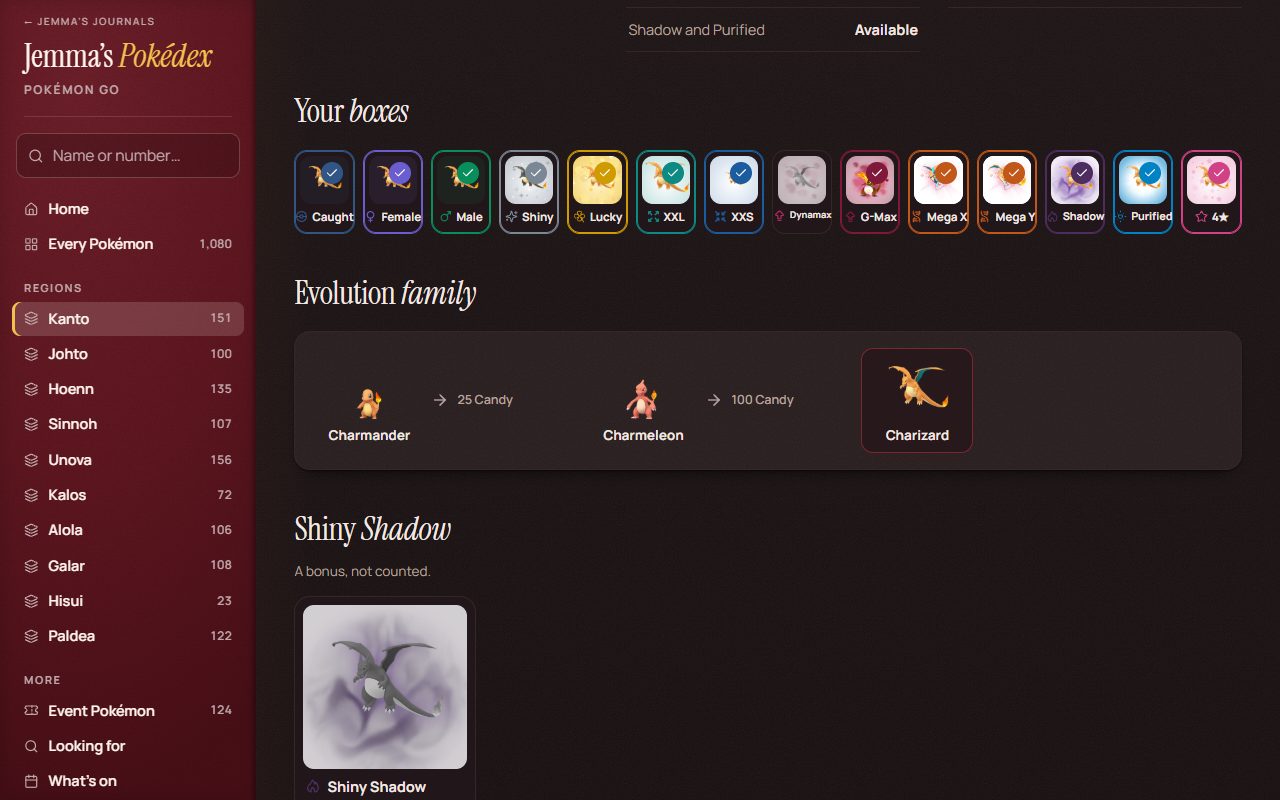 ← JEMMA'S JOURNALS
Jemma's Pokédex
POKÉMON GO
Name or number...
Home
Every Pokémon 1,080
REGIONS
Kanto 151
Johto 100
Hoenn 135
Sinnoh 107
Unova 156
Kalos 72
Alola 106
Galar 108
Hisui 23
Paldea 122
MORE
Event Pokémon 124
Looking for
What's on
Shadow and Purified Available
Your boxes
Caught Female Male Shiny Lucky XXL XXS Dynamax G-Max Mega X Mega Y Shadow Purified 4★
Evolution family
→ 25 Candy → 100 Candy
Charmander Charmeleon Charizard
Shiny Shadow
A bonus, not counted.
Shiny Shadow